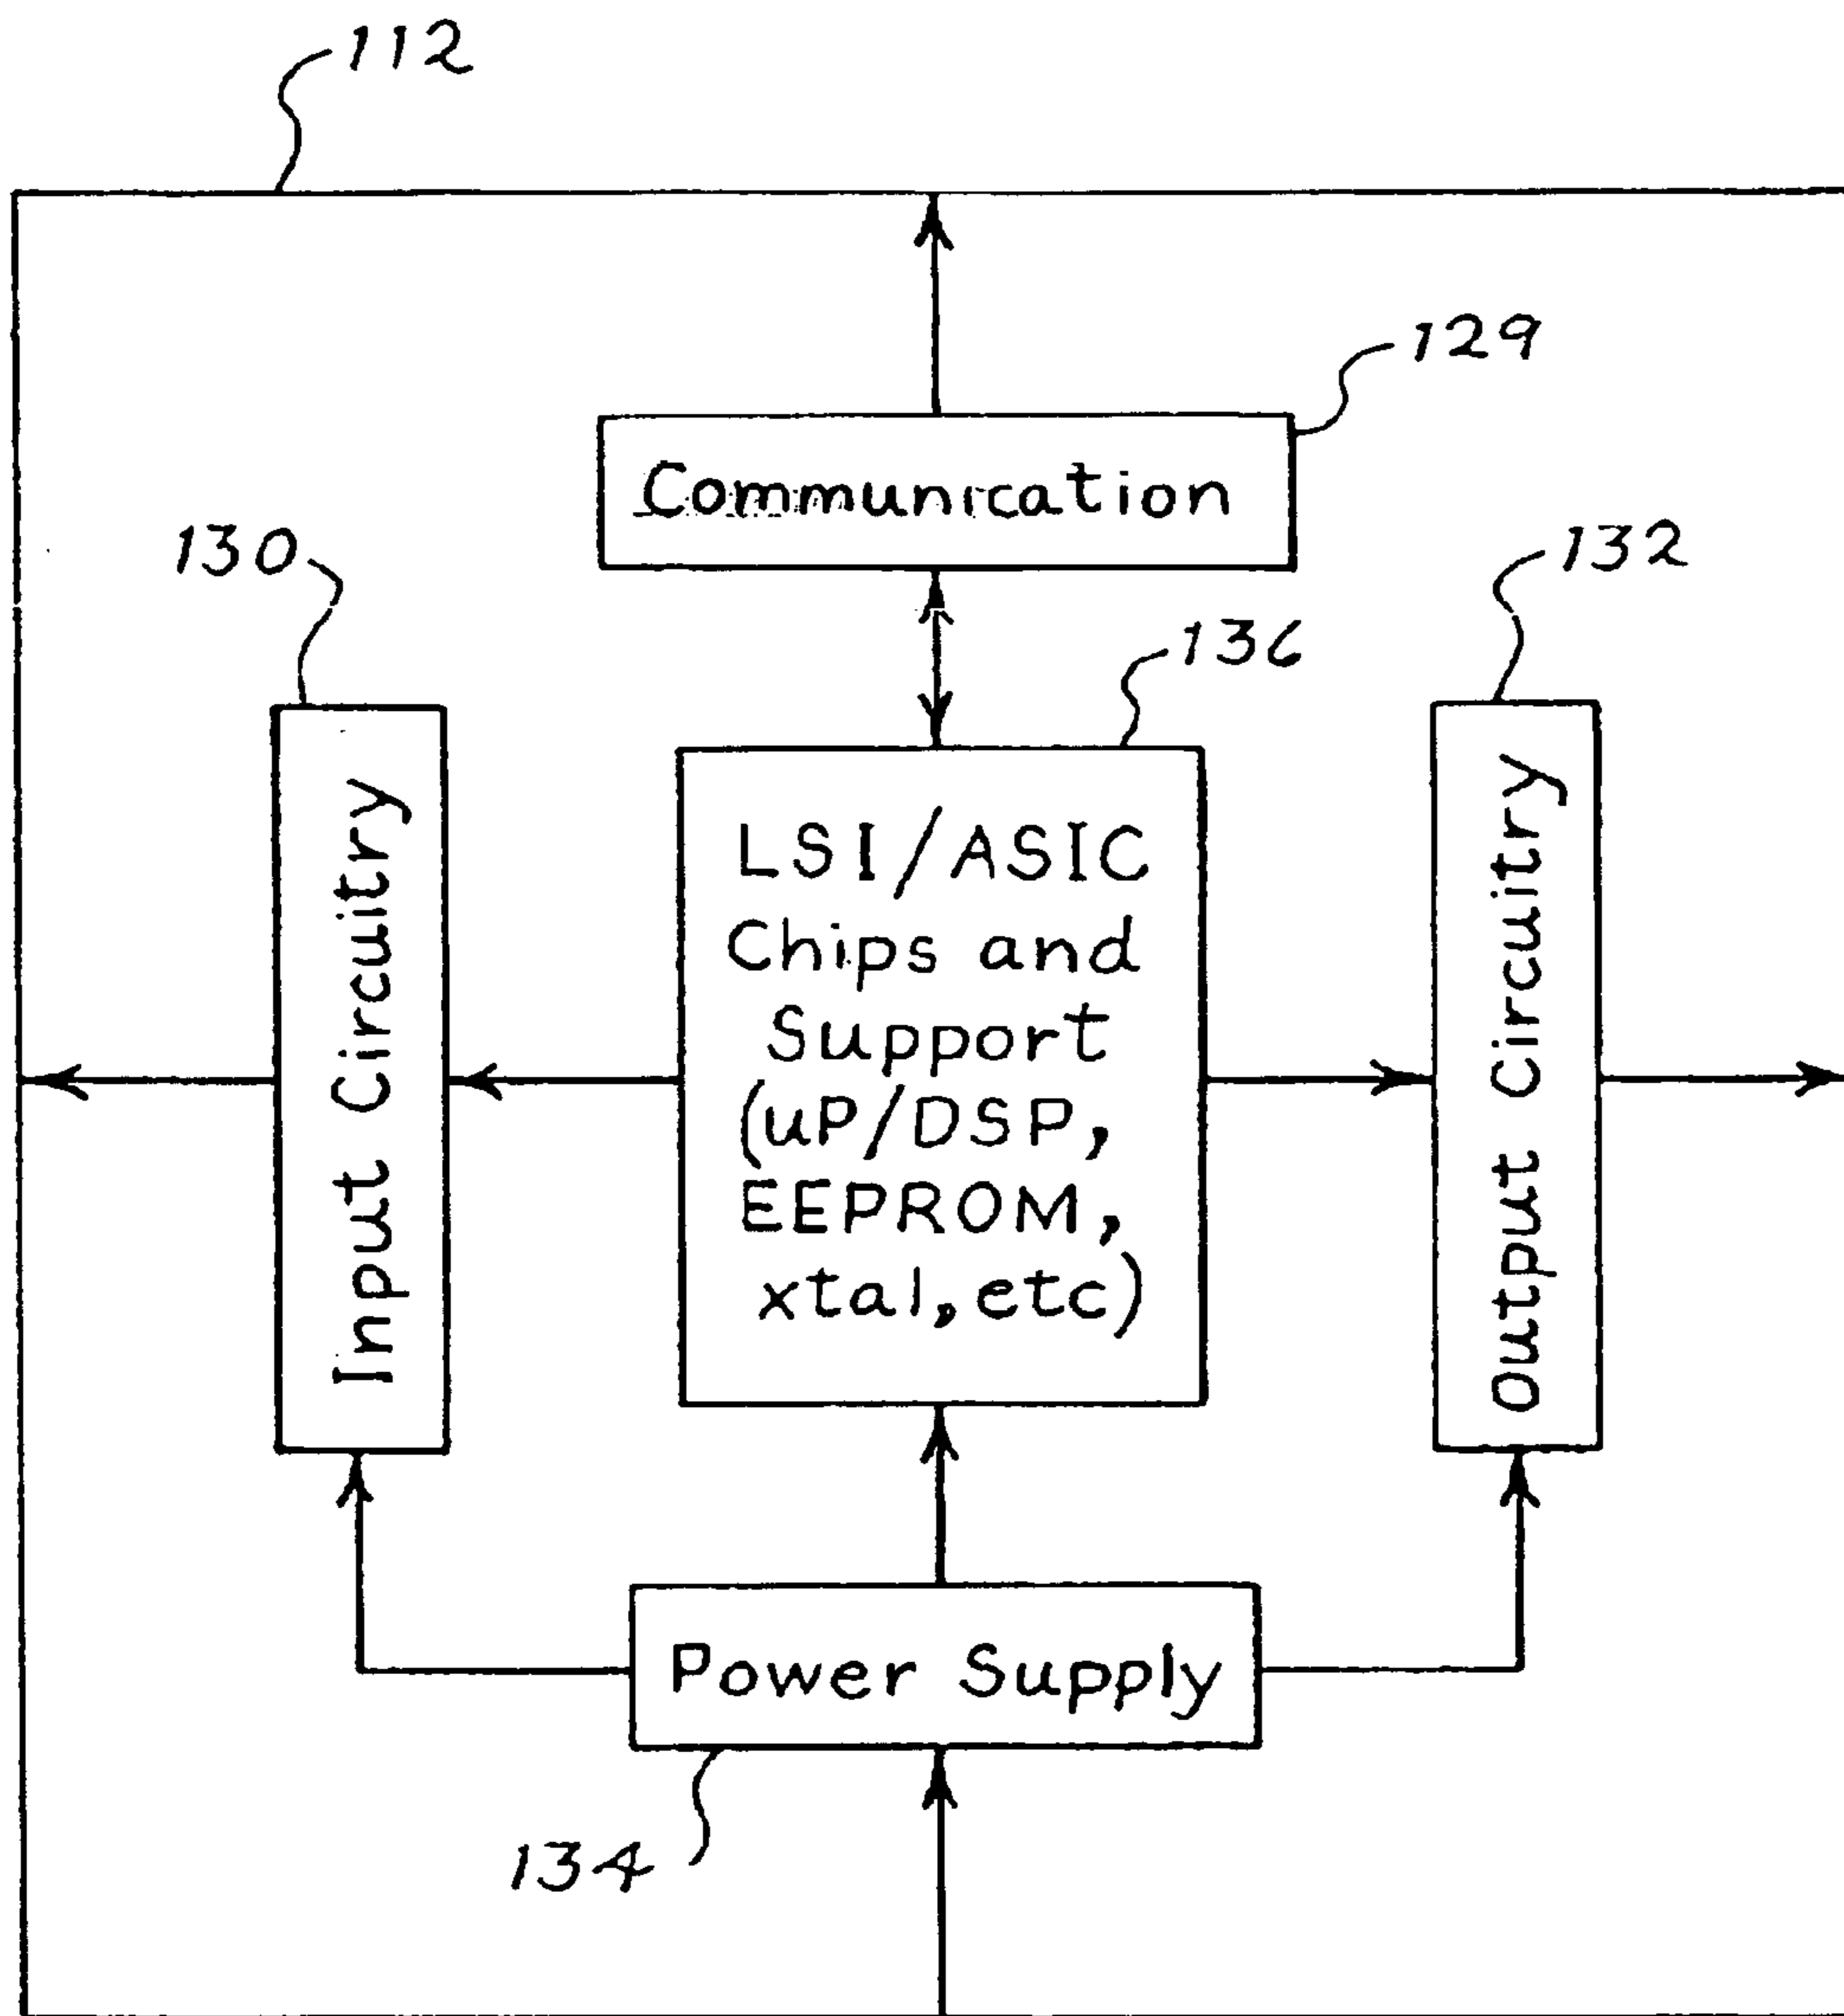 112
129
Communication
130
132
136
Input Circuitry
LSI/ASIC
Chips and
Support
(uP/DSP,
EEPROM,
xtal,etc)
Output Circuitry
Power Supply
134